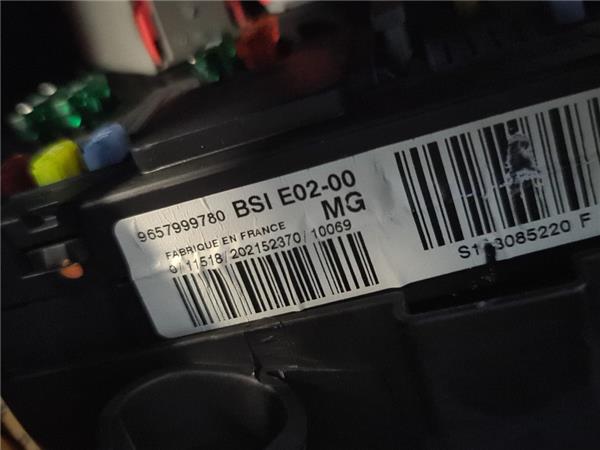 9657999780 BSI E02-00
FABRIQUE EN FRANCE MG
11518/202152370/10069
F